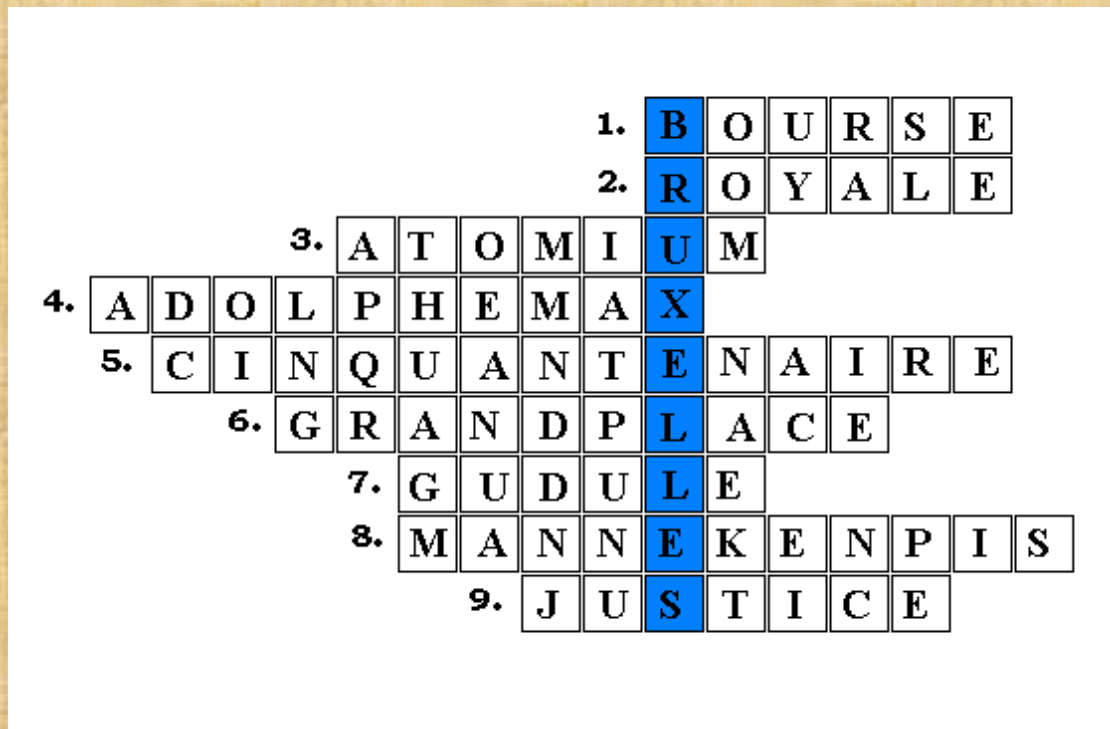 1. BOURSE
2. ROYALE
3. ATOMIUM
4. ADOLPHEMAX
5. CINQUANTENAIRE
6. GRANDPLACE
7. GUDULE
8. MANNEKENPIS
9. JUSTICE